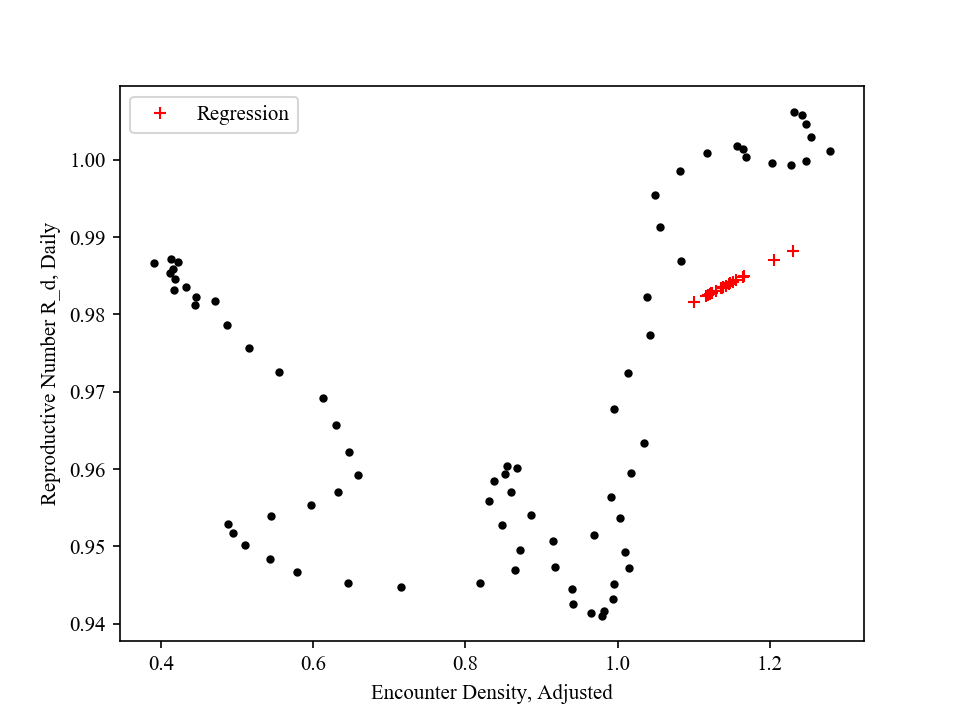 Regression
1.00
0.99
0.98
0.97
0.96
0.95
0.94
Reproductive Number R_d, Daily
0.4 0.6 0.8 1.0 1.2
Encounter Density, Adjusted